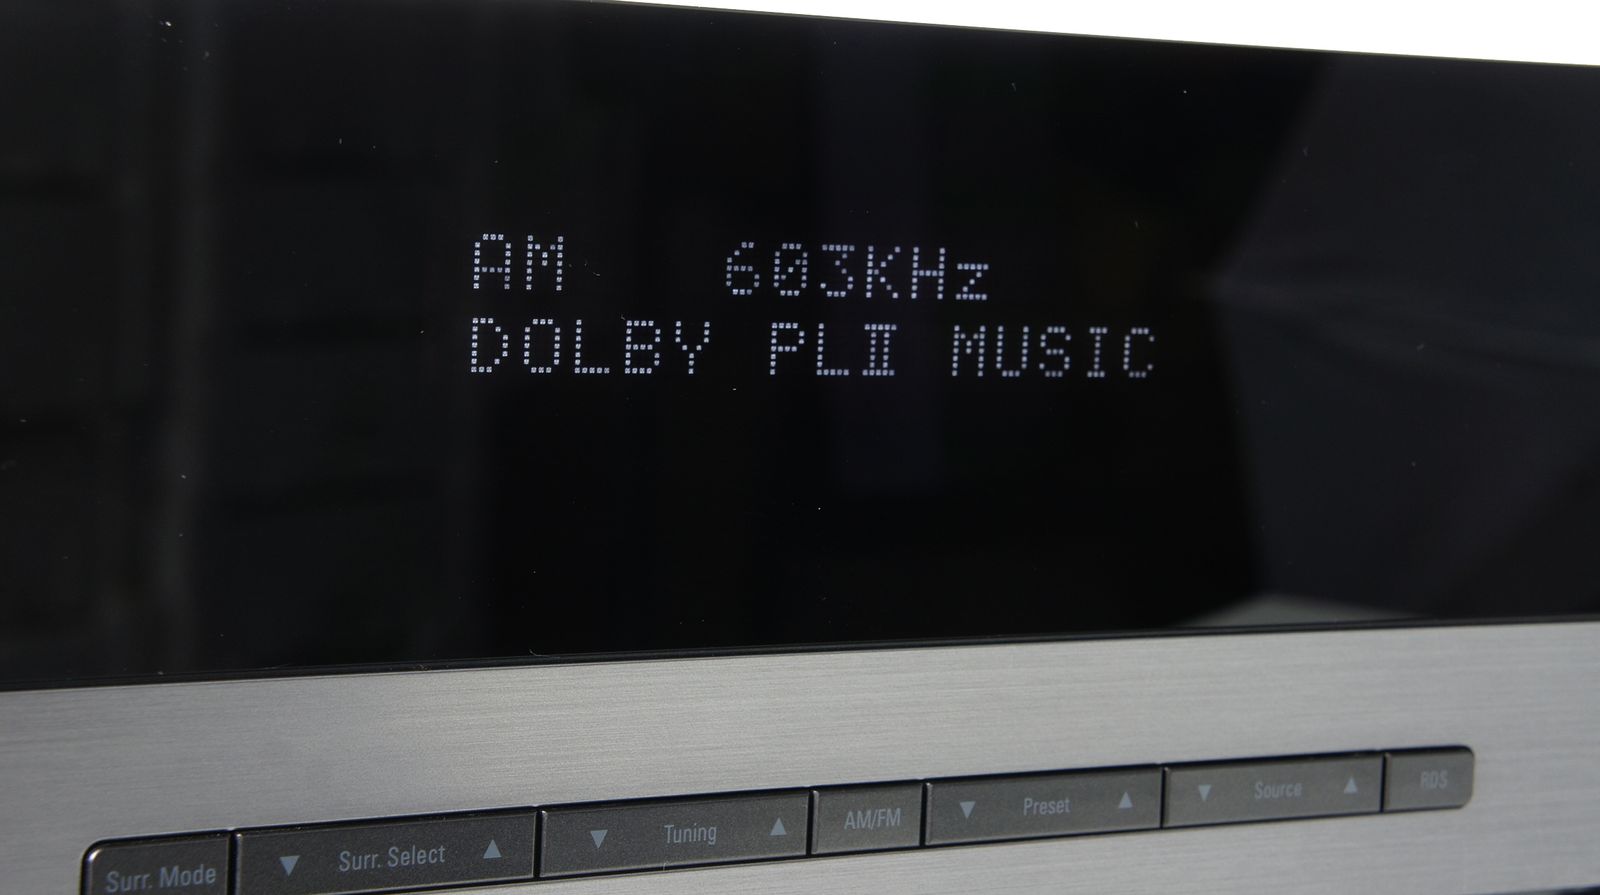 AM 603KHz
DOLBY PLII MUSIC
Surr. Mode ▼ Surr. Select ▲ ▼ Tuning ▲ AM/FM ▼ Preset ▲ ▼ Source ▲ RDS